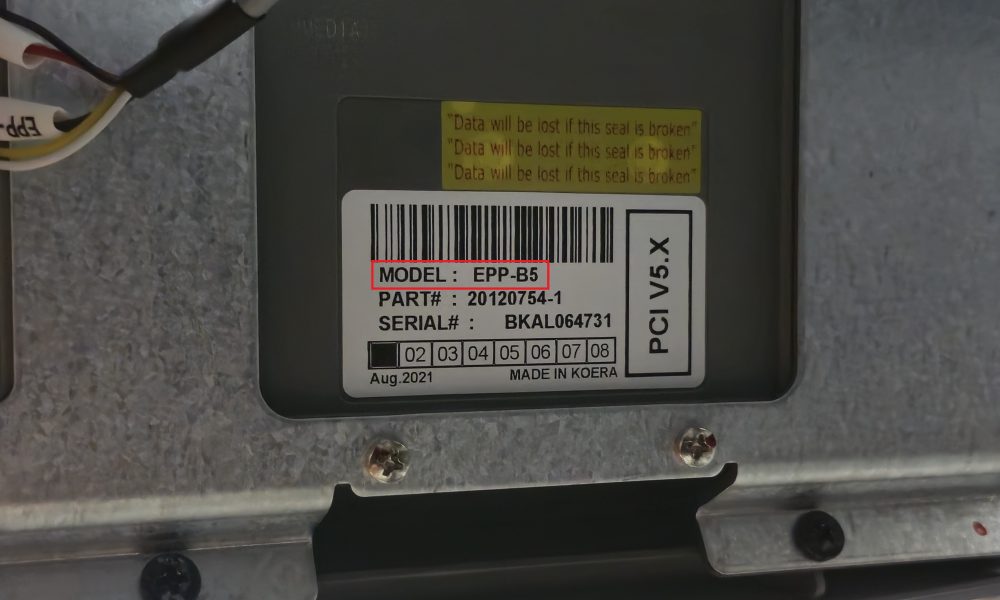 EPP-
"Data will be lost if this seal is broken"
"Data will be lost if this seal is broken"
"Data will be lost if this seal is broken"
MODEL : EPP-B5
PART# : 20120754-1
SERIAL# : BKAL064731
02 03 04 05 06 07 08
Aug.2021 MADE IN KOERA
PCI V5.X